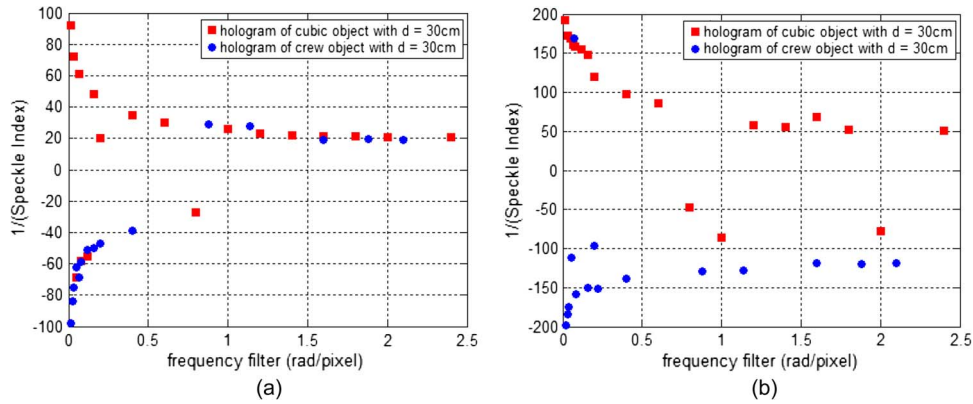 100
80
60
40
20
0
-20
-40
-60
-80
-100
1/(Speckle Index)
hologram of cubic object with d = 30cm
hologram of crew object with d = 30cm
0 0.5 1 1.5 2 2.5
frequency filter (rad/pixel)
(a)
200
150
100
50
0
-50
-100
-150
-200
1/(Speckle Index)
hologram of cubic object with d = 30cm
hologram of crew object with d = 30cm
0 0.5 1 1.5 2 2.5
frequency filter (rad/pixel)
(b)